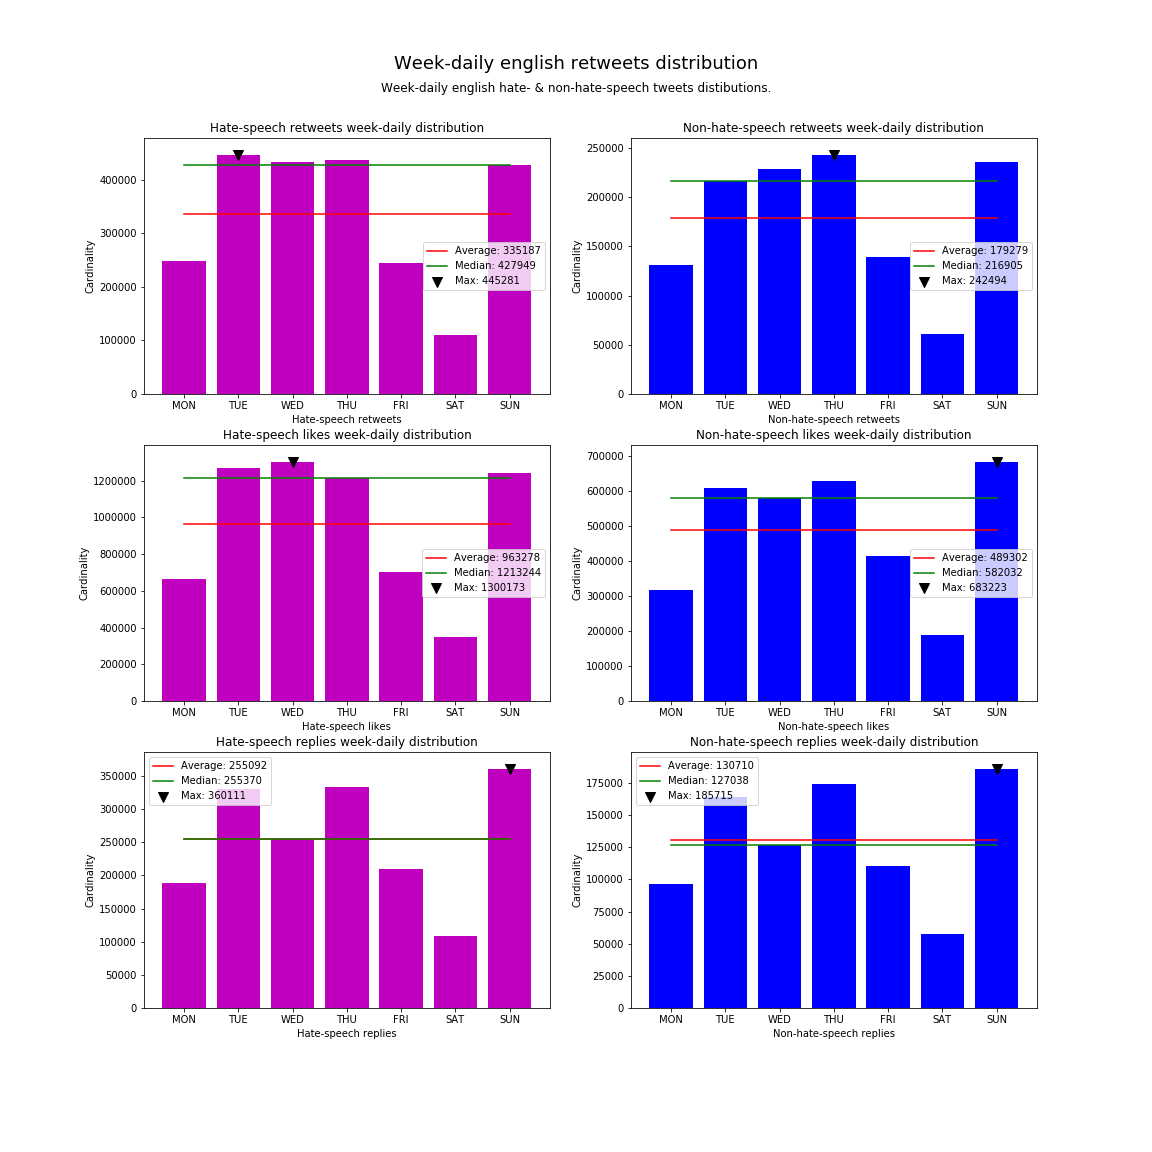 Week-daily english retweets distribution
Week-daily english hate- & non-hate-speech tweets distibutions.
Hate-speech retweets week-daily distribution
400000
300000
200000
100000
0
Cardinality
Average: 335187
Median: 427949
Max: 445281
MON TUE WED THU FRI SAT SUN
Hate-speech retweets
Non-hate-speech retweets week-daily distribution
250000
200000
150000
100000
50000
0
Cardinality
Average: 179279
Median: 216905
Max: 242494
MON TUE WED THU FRI SAT SUN
Non-hate-speech retweets
Hate-speech likes week-daily distribution
1200000
1000000
800000
600000
400000
200000
0
Cardinality
Average: 963278
Median: 1213244
Max: 1300173
MON TUE WED THU FRI SAT SUN
Hate-speech likes
Non-hate-speech likes week-daily distribution
700000
600000
500000
400000
300000
200000
100000
0
Cardinality
Average: 489302
Median: 582032
Max: 683223
MON TUE WED THU FRI SAT SUN
Non-hate-speech likes
Hate-speech replies week-daily distribution
350000
300000
250000
200000
150000
100000
50000
0
Cardinality
Average: 255092
Median: 255370
Max: 360111
MON TUE WED THU FRI SAT SUN
Hate-speech replies
Non-hate-speech replies week-daily distribution
175000
150000
125000
100000
75000
50000
25000
0
Cardinality
Average: 130710
Median: 127038
Max: 185715
MON TUE WED THU FRI SAT SUN
Non-hate-speech replies